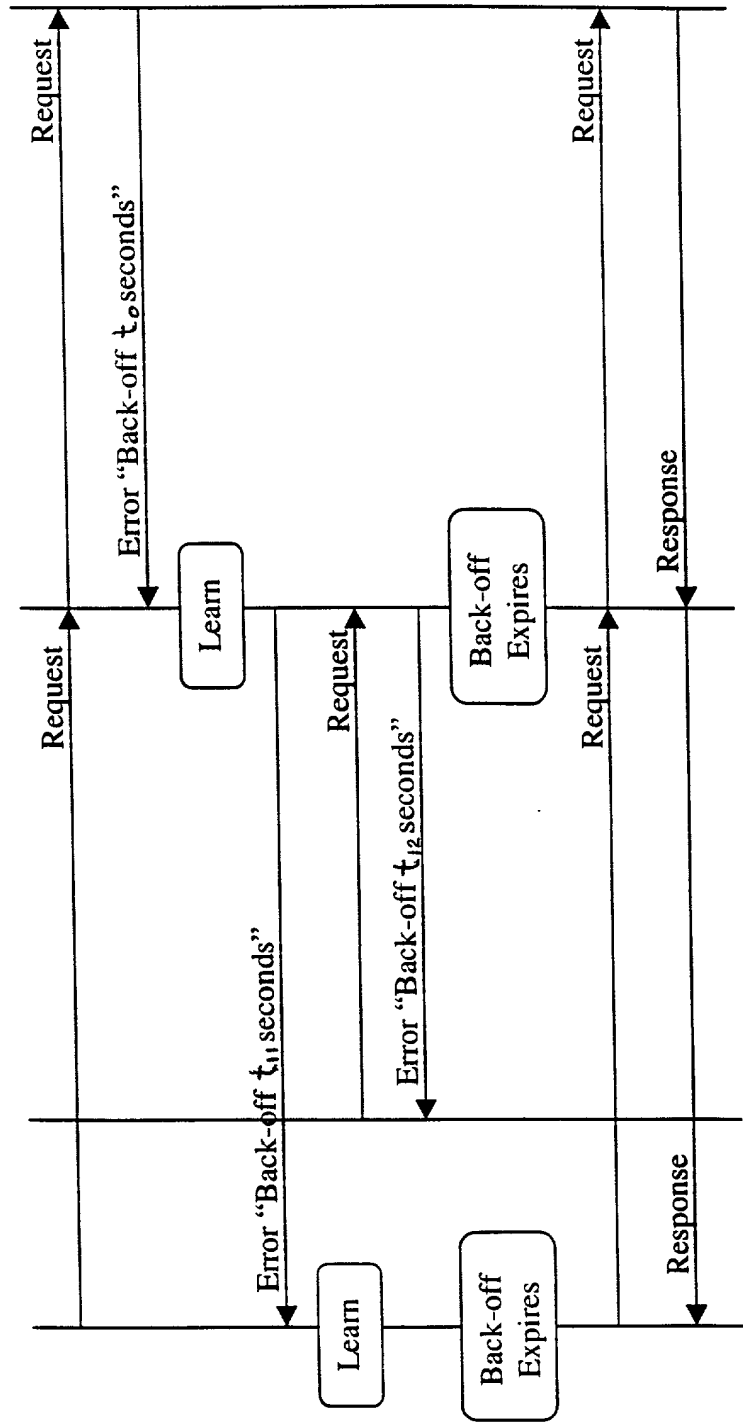 Request
Request
Error “Back-off t₀ seconds”
Learn
Error “Back-off t₁₁ seconds”
Learn
Request
Error “Back-off t₁₂ seconds”
Back-off
Expires
Back-off
Expires
Request
Request
Response
Response